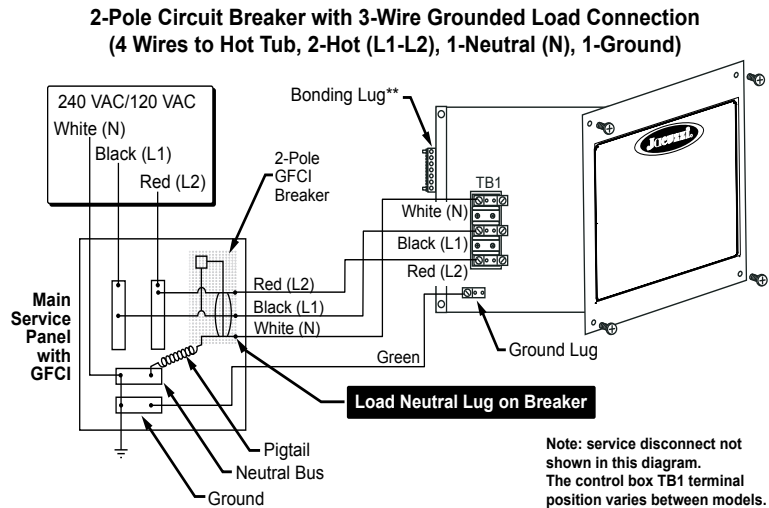 2-Pole Circuit Breaker with 3-Wire Grounded Load Connection
(4 Wires to Hot Tub, 2-Hot (L1-L2), 1-Neutral (N), 1-Ground)
240 VAC/120 VAC
White (N)
Black (L1)
Red (L2)
2-Pole
GFCI
Breaker
Bonding Lug**
Jacuzzi
TB1
White (N)
Black (L1)
Red (L2)
Main
Service
Panel
with
GFCI
Red (L2)
Black (L1)
White (N)
Green
Ground Lug
Load Neutral Lug on Breaker
Pigtail
Neutral Bus
Ground
Note: service disconnect not
shown in this diagram.
The control box TB1 terminal
position varies between models.